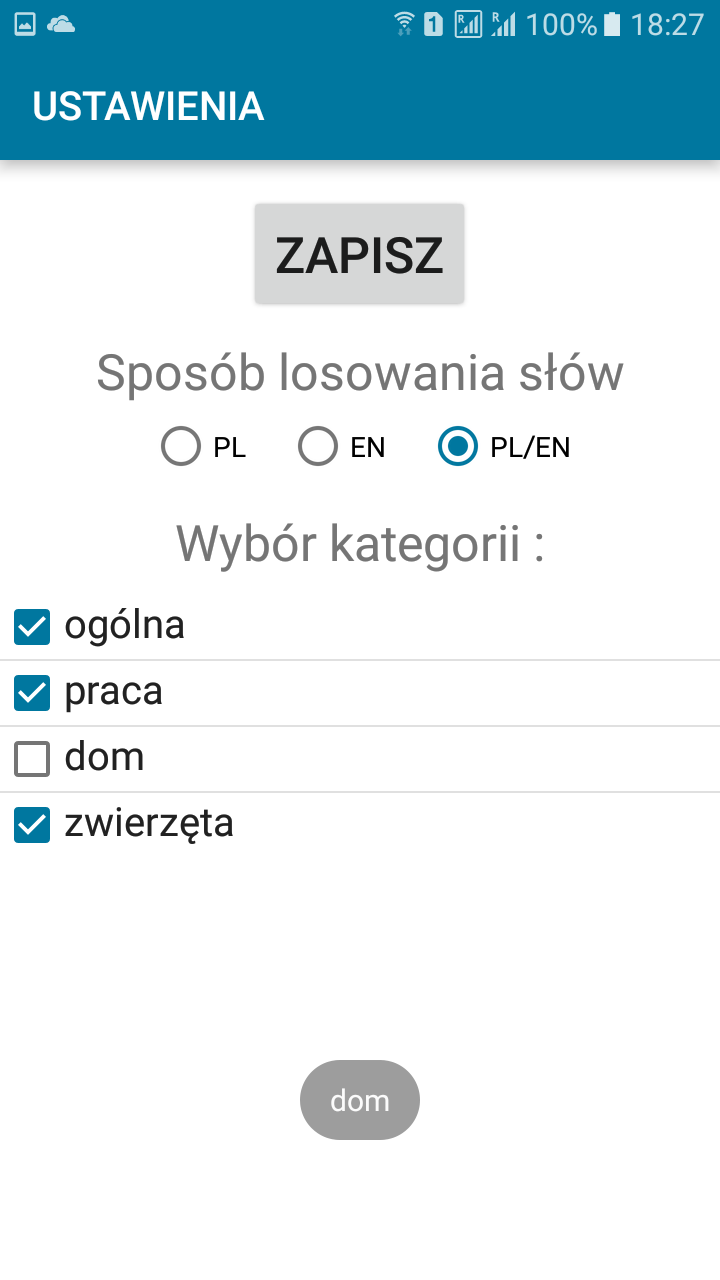 1 R R 100% 18:27
USTAWIENIA
ZAPISZ
Sposób losowania słów
PL EN PL/EN
Wybór kategorii :
ogólna
praca
dom
zwierzęta
dom